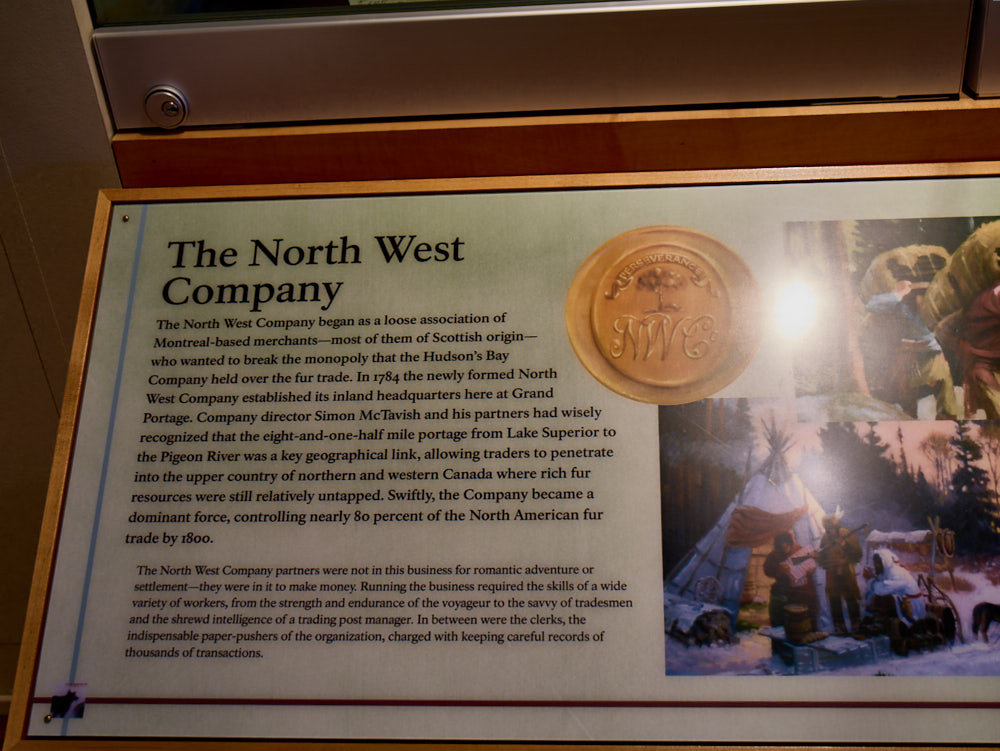 The North West
Company
The North West Company began as a loose association of
Montreal-based merchants—most of them of Scottish origin—
who wanted to break the monopoly that the Hudson's Bay
Company held over the fur trade. In 1784 the newly formed North
West Company established its inland headquarters here at Grand
Portage. Company director Simon McTavish and his partners had wisely
recognized that the eight-and-one-half mile portage from Lake Superior to
the Pigeon River was a key geographical link, allowing traders to penetrate
into the upper country of northern and western Canada where rich fur
resources were still relatively untapped. Swiftly, the Company became a
dominant force, controlling nearly 80 percent of the North American fur
trade by 1800.
The North West Company partners were not in this business for romantic adventure or
settlement—they were in it to make money. Running the business required the skills of a wide
variety of workers, from the strength and endurance of the voyageur to the savvy of tradesmen
and the shrewd intelligence of a trading post manager. In between were the clerks, the
indispensable paper-pushers of the organization, charged with keeping careful records of
thousands of transactions.
PERSEVERANCE
NWC